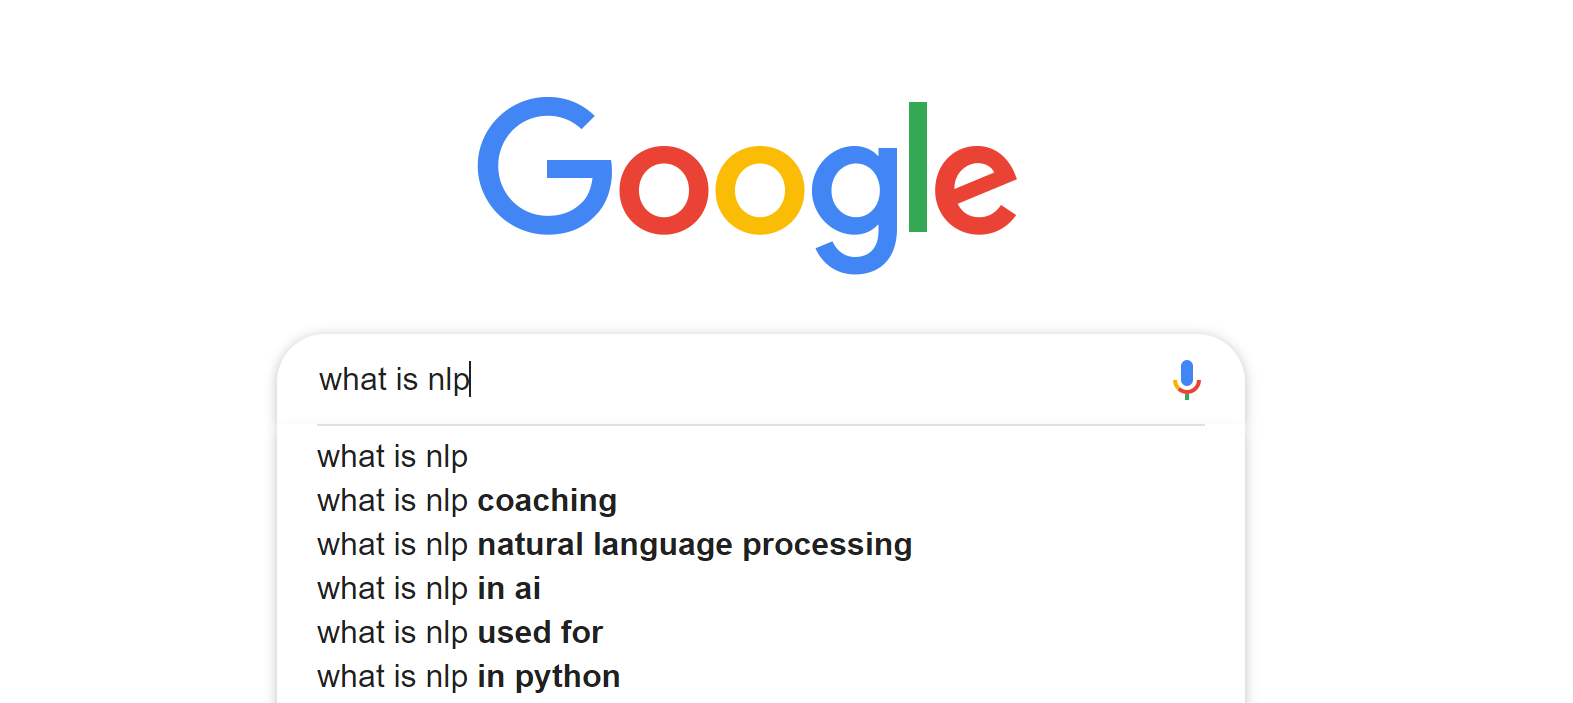 Google
what is nlp
what is nlp
what is nlp coaching
what is nlp natural language processing
what is nlp in ai
what is nlp used for
what is nlp in python